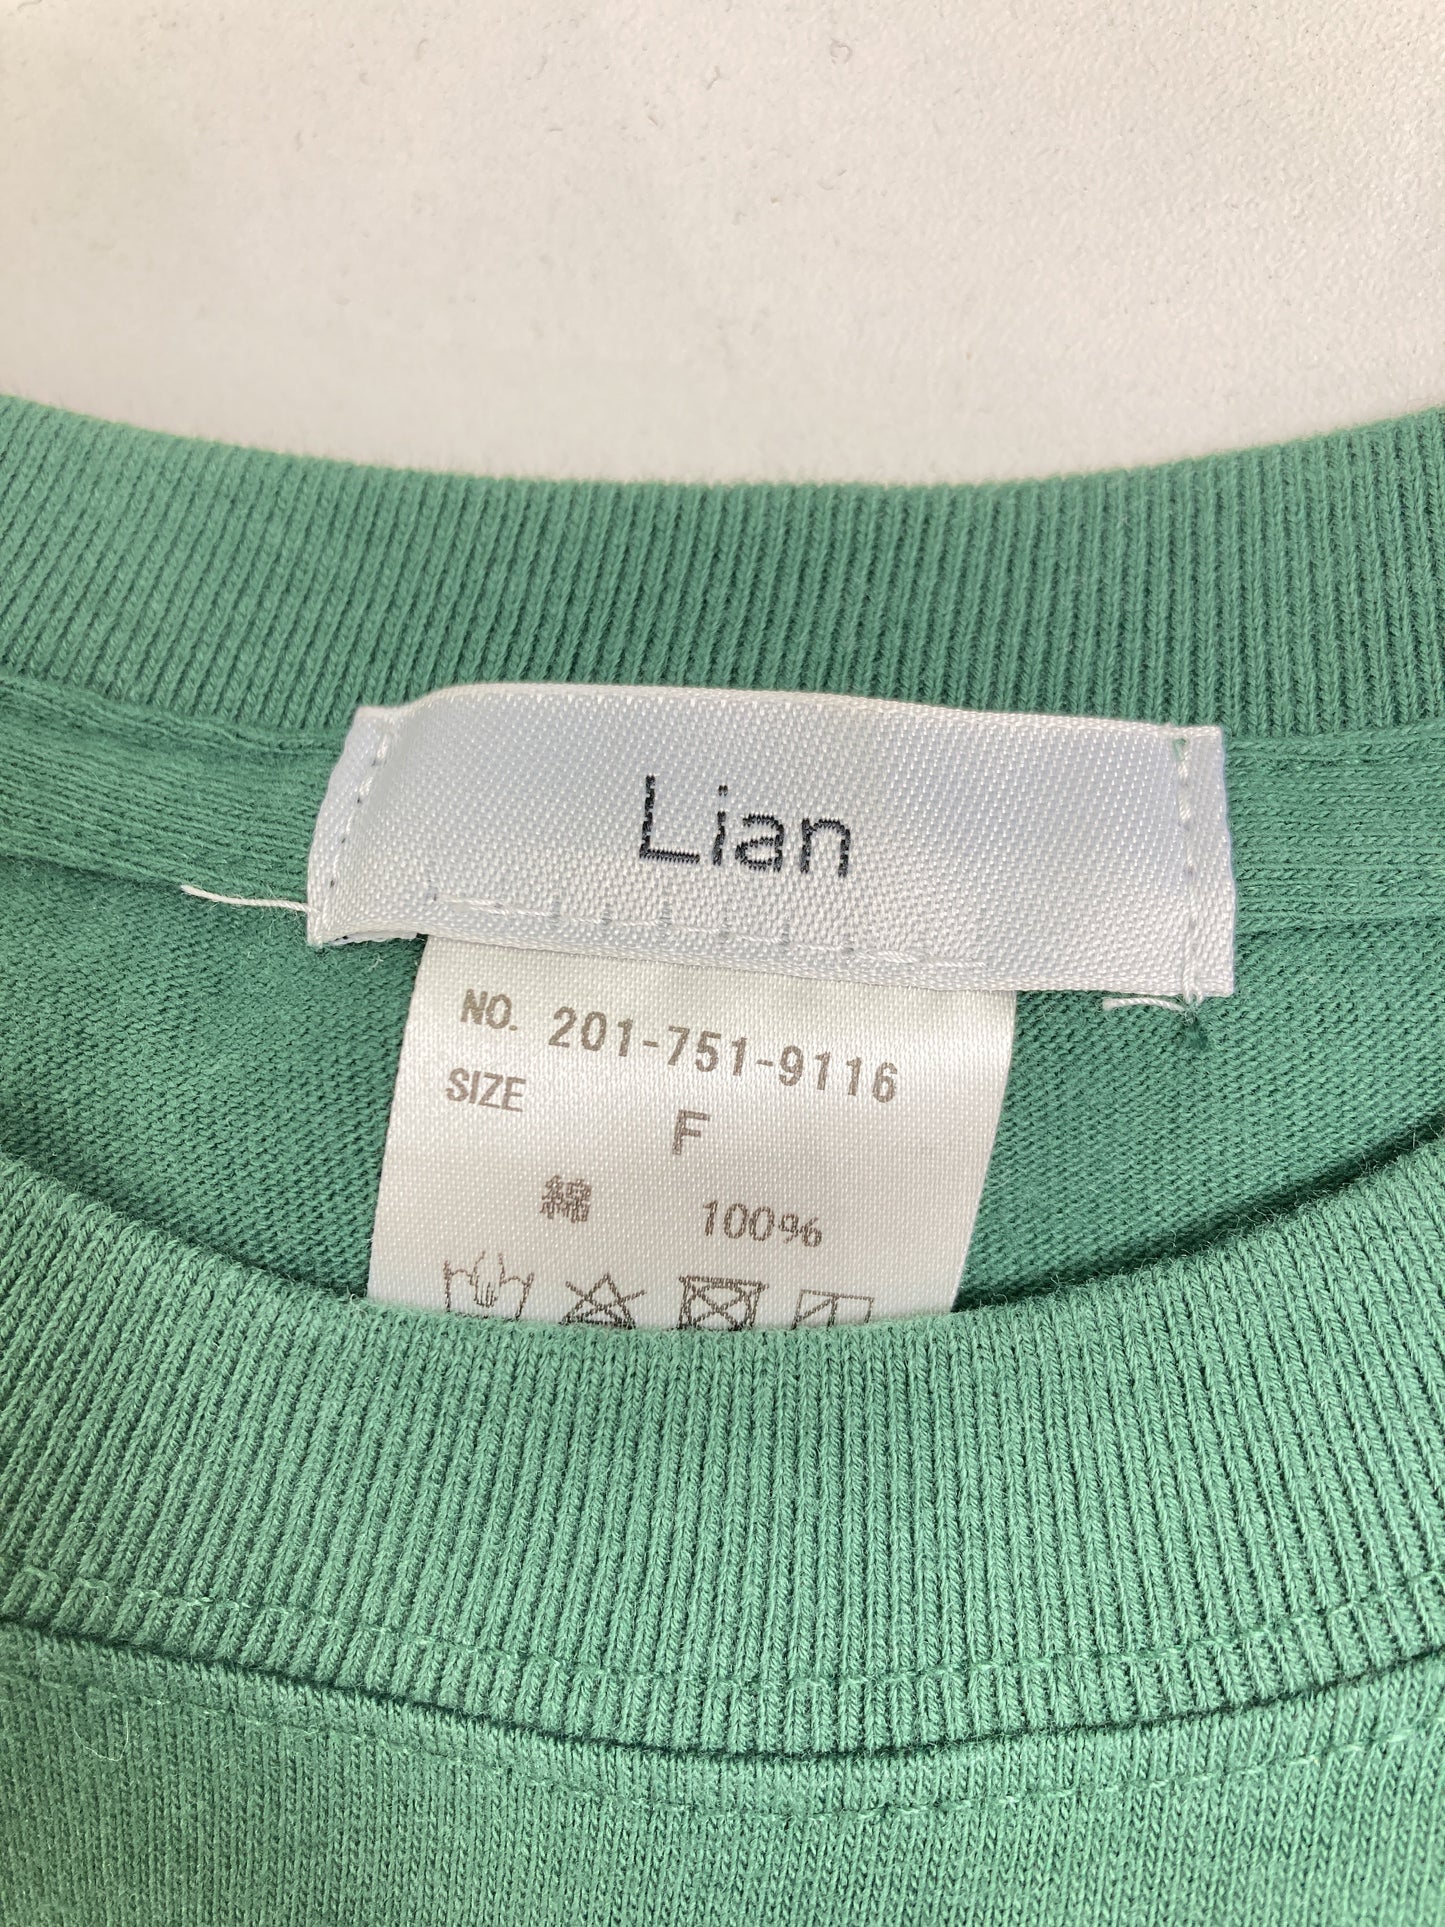 Lian
NO. 201-751-9116
SIZE
F
綿 100%